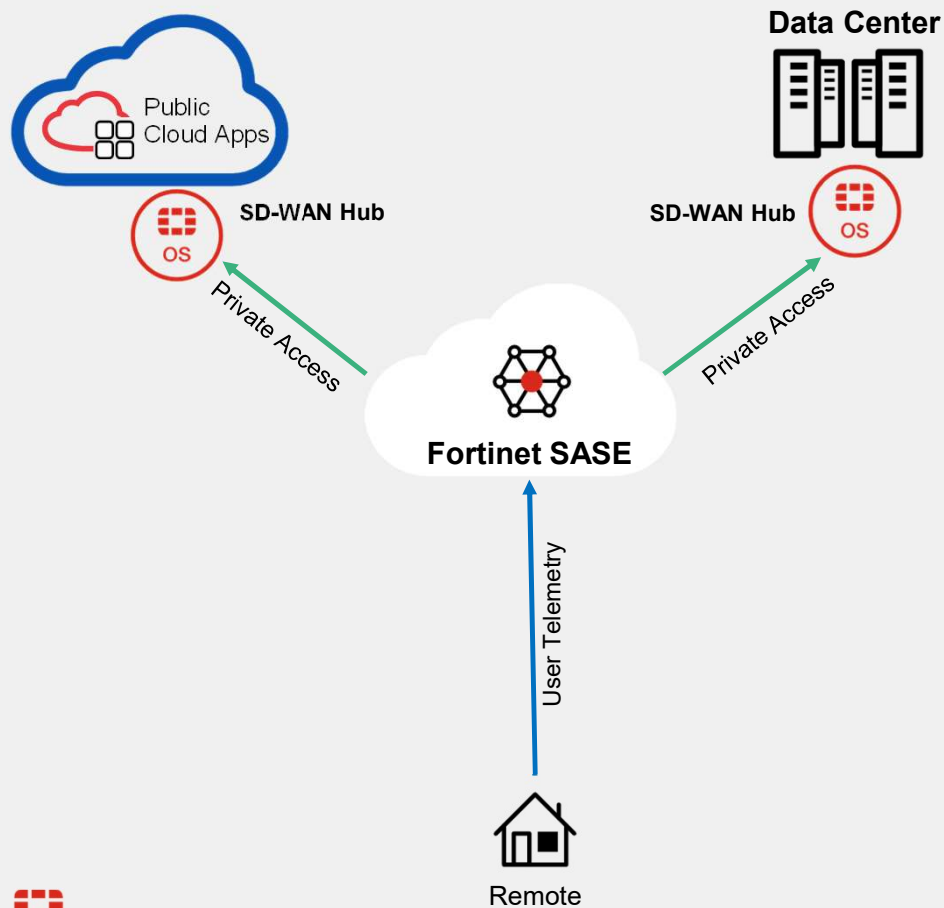 Data Center
Public
Cloud Apps
SD-WAN Hub
OS
SD-WAN Hub
OS
Private Access
Private Access
Fortinet SASE
User Telemetry
Remote